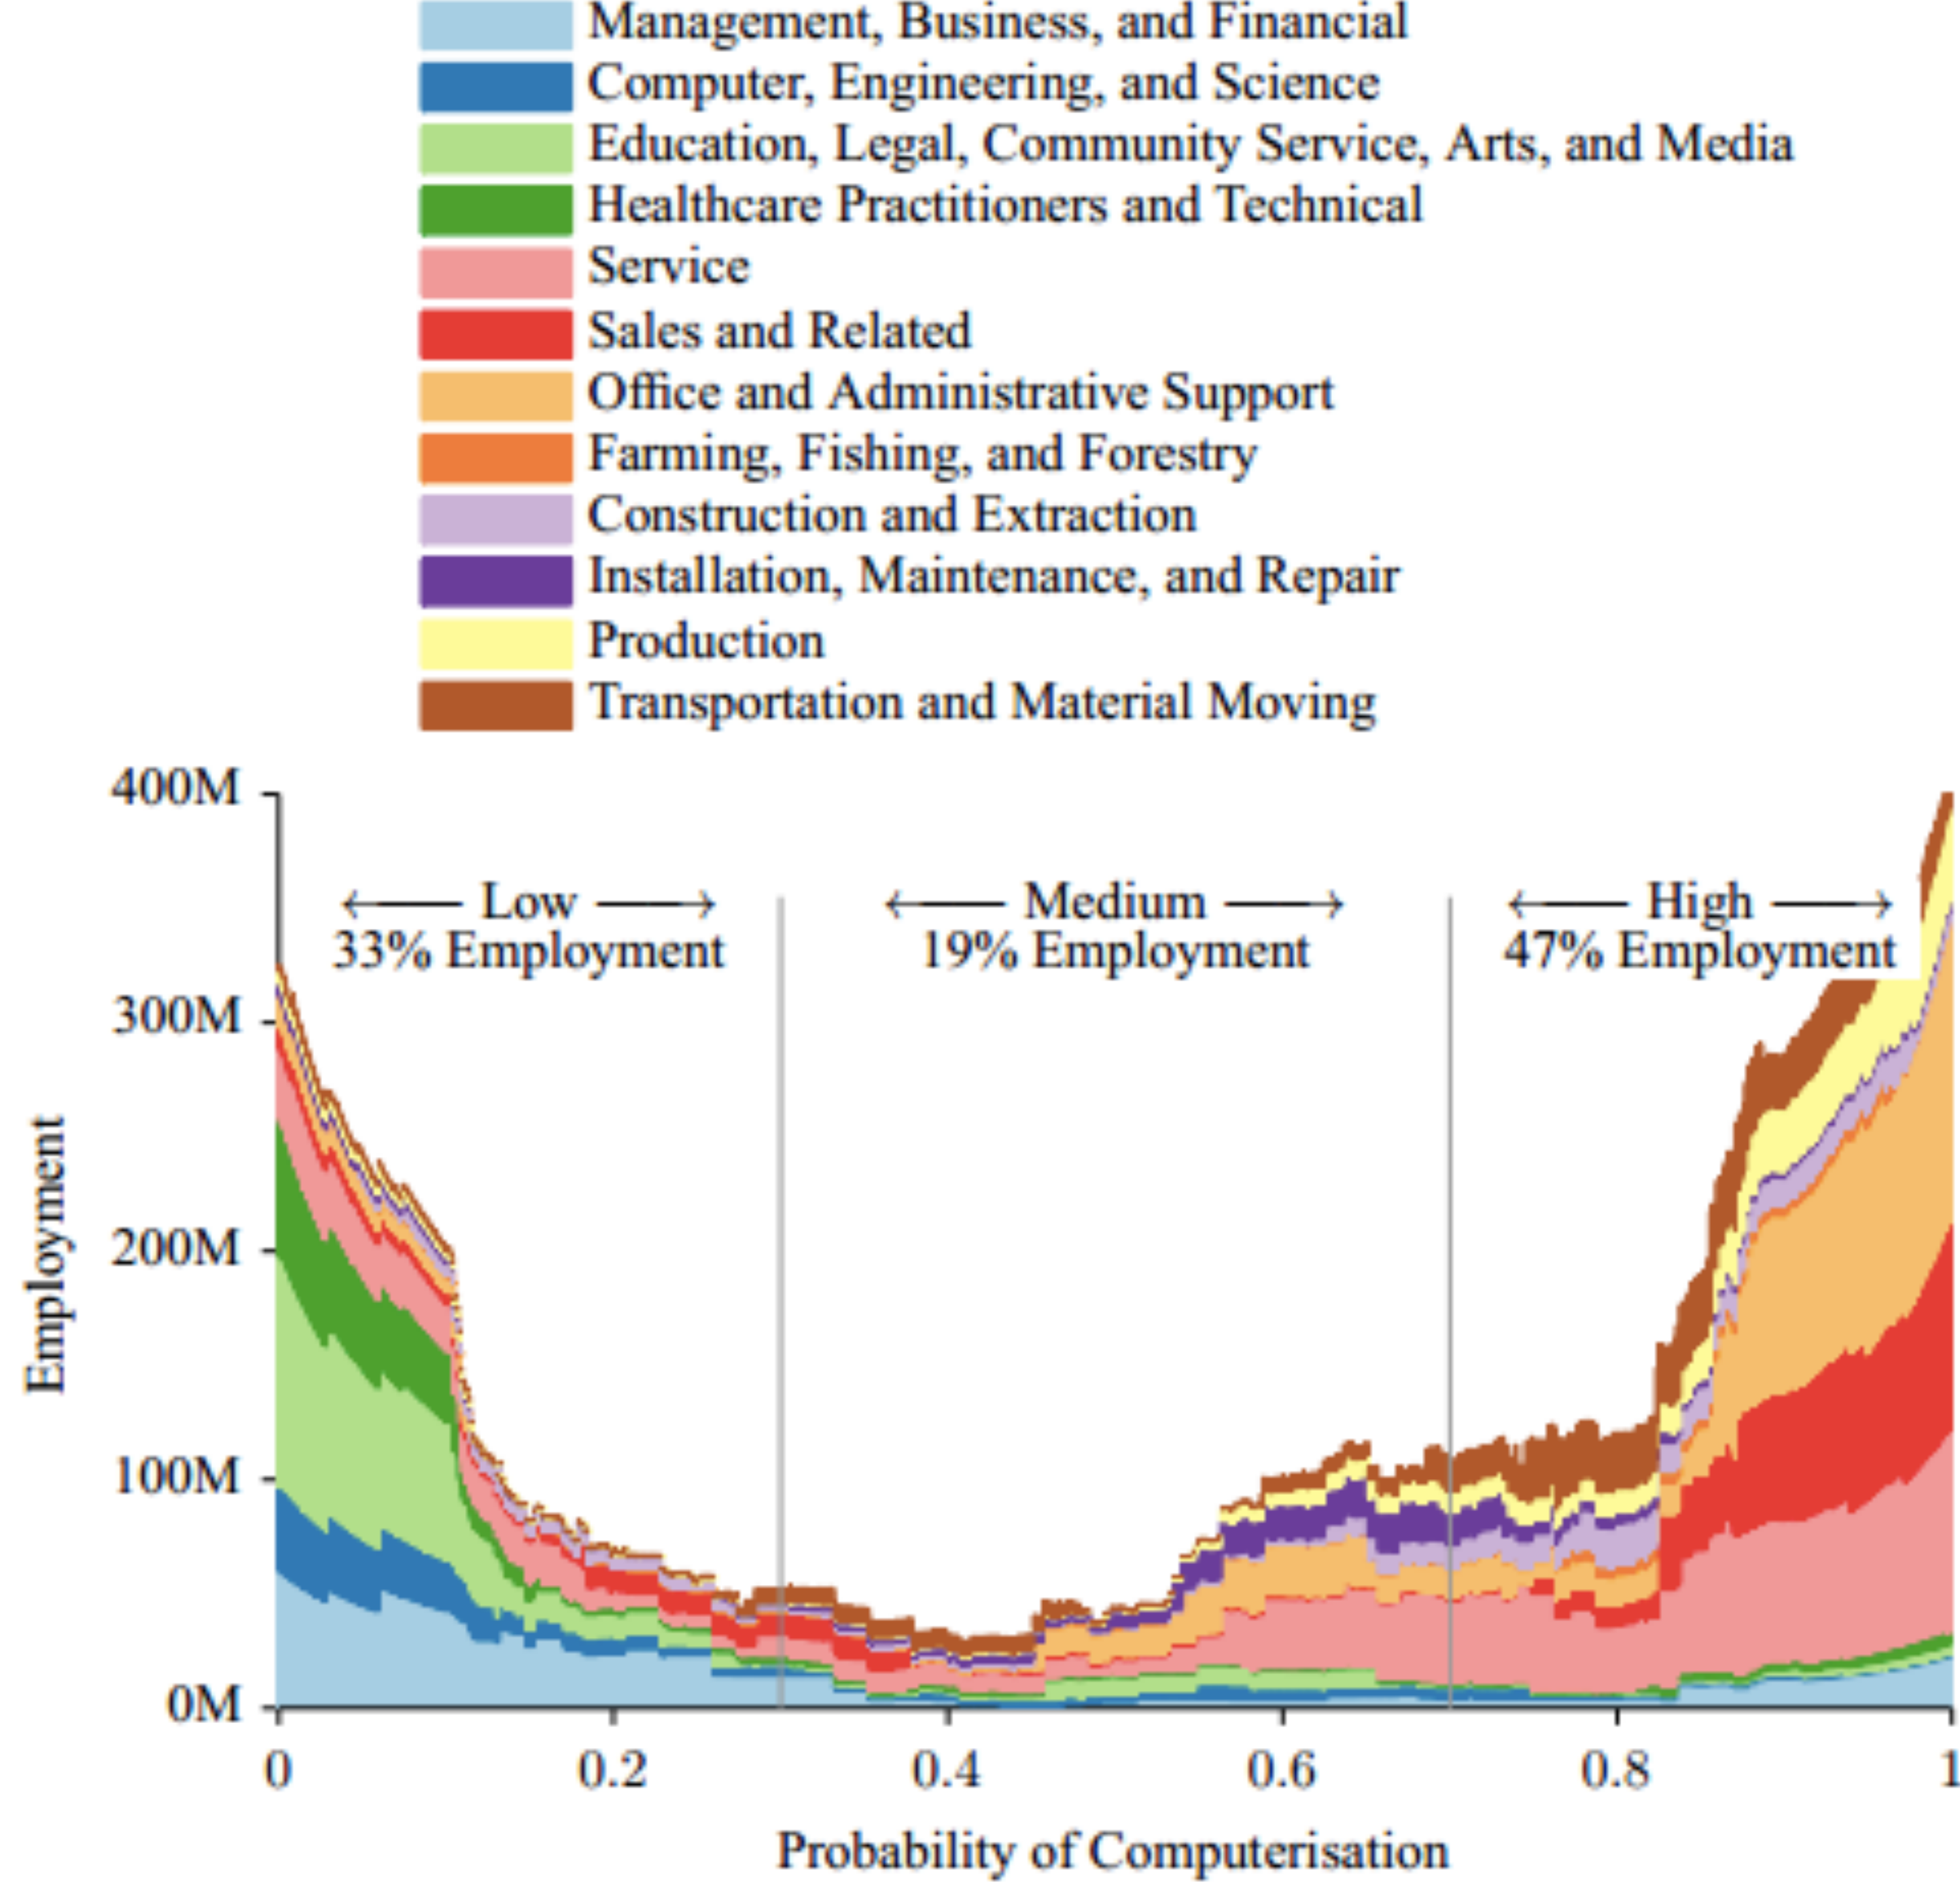 Management, Business, and Financial
Computer, Engineering, and Science
Education, Legal, Community Service, Arts, and Media
Healthcare Practitioners and Technical
Service
Sales and Related
Office and Administrative Support
Farming, Fishing, and Forestry
Construction and Extraction
Installation, Maintenance, and Repair
Production
Transportation and Material Moving
400M
300M
200M
100M
0M
Employment
← Low →
33% Employment
← Medium →
19% Employment
← High →
47% Employment
0 0.2 0.4 0.6 0.8 1
Probability of Computerisation